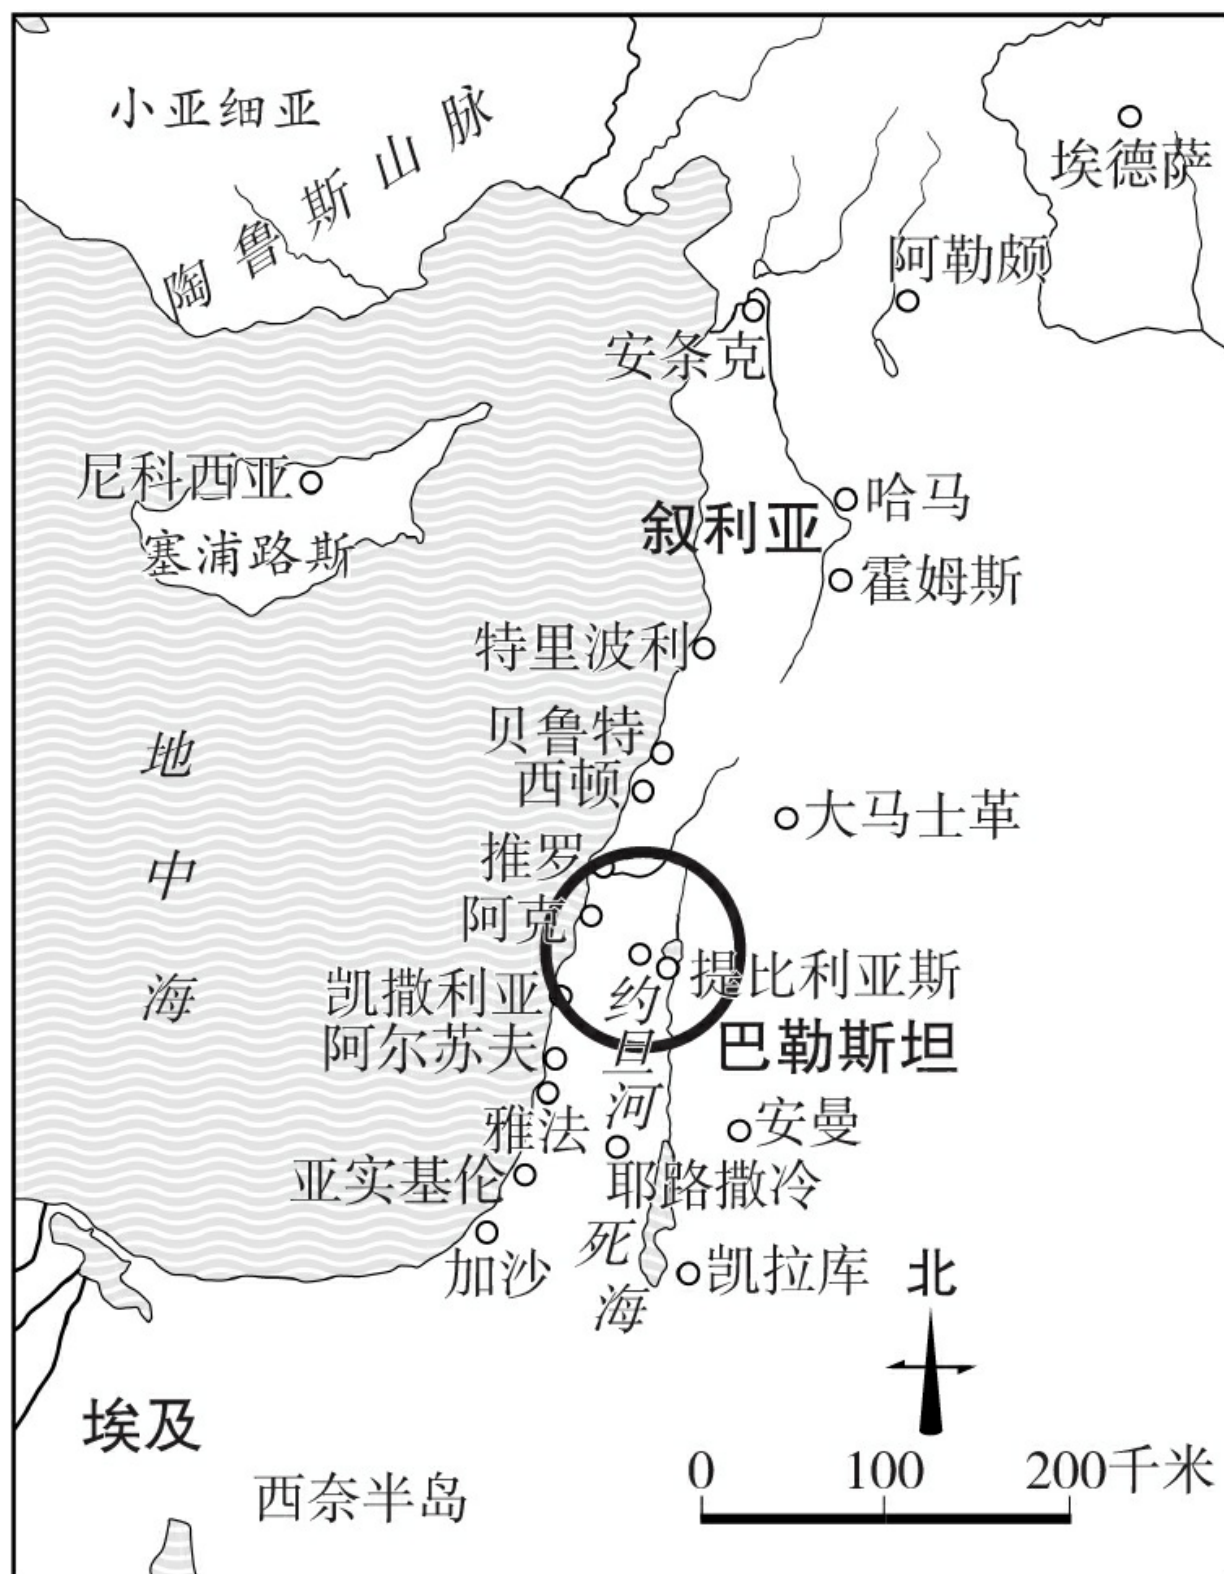 小亚细亚
陶鲁斯山脉
埃德萨
阿勒颇
安条克
尼科西亚
塞浦路斯
叙利亚
哈马
霍姆斯
特里波利
贝鲁特
西顿
大马士革
推罗
阿克
提比利亚斯
凯撒利亚
阿尔苏夫
约旦河
巴勒斯坦
雅法
安曼
亚实基伦
耶路撒冷
加沙
死海
凯拉库
地中海
北
埃及
西奈半岛
0 100 200千米